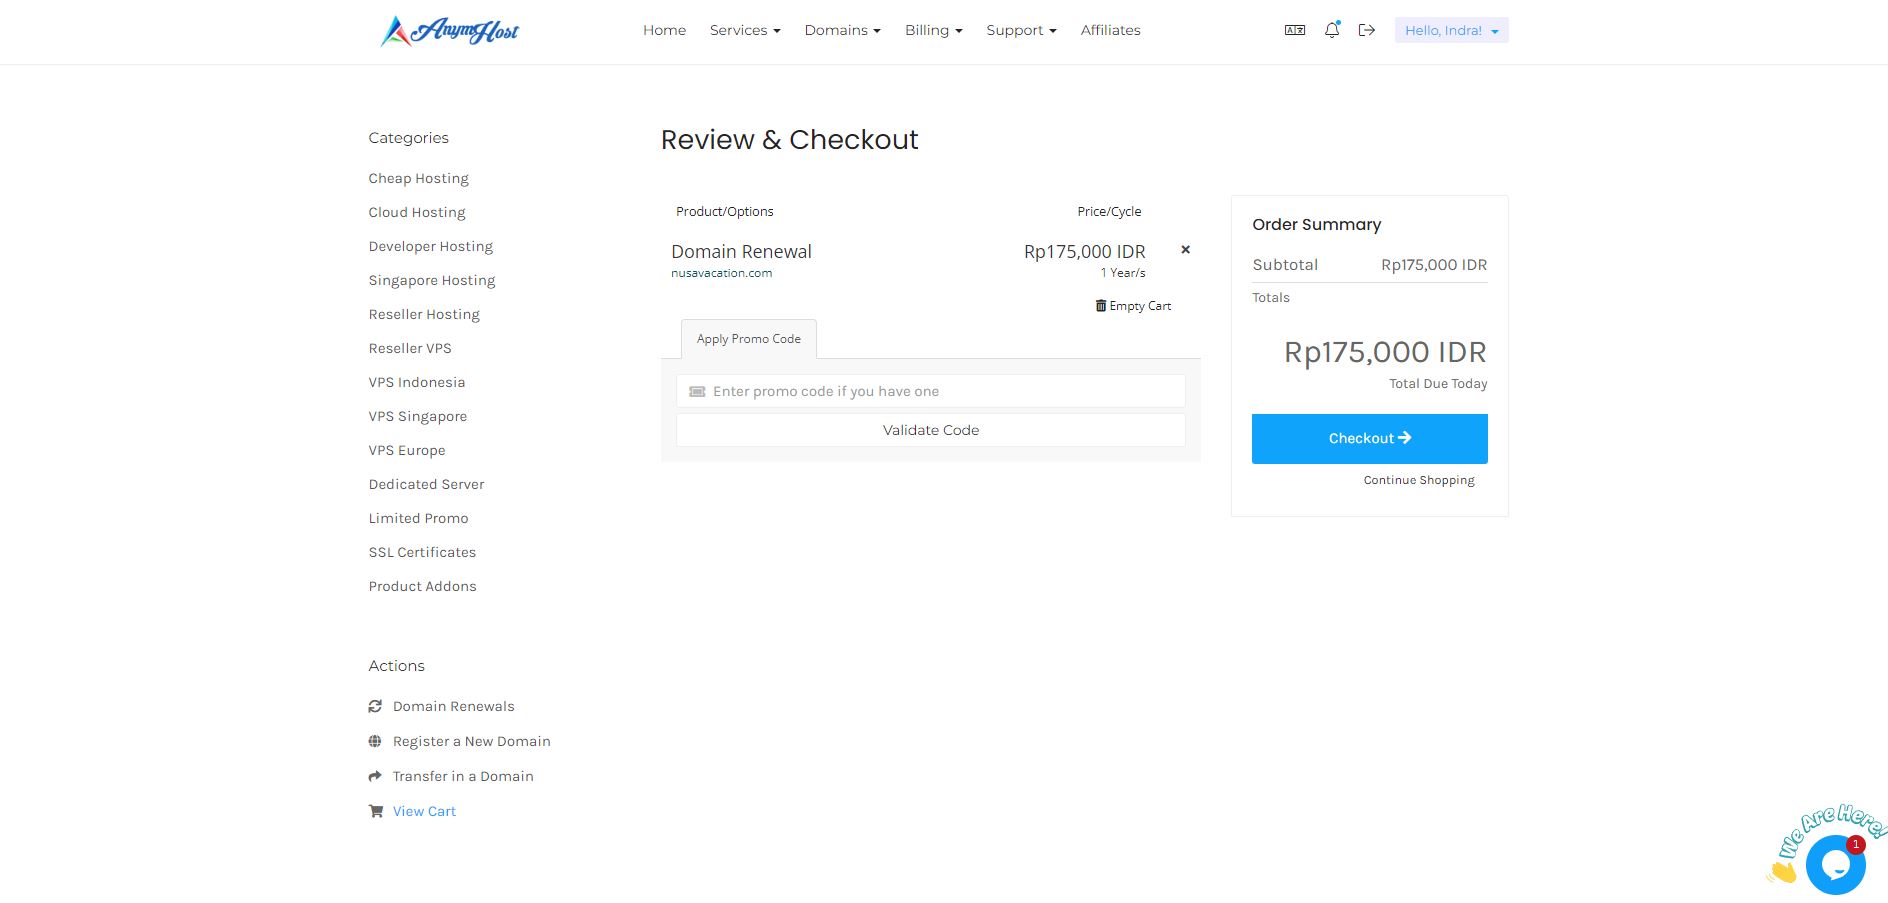 AnymHost
Home Services Domains Billing Support Affiliates
Hello, Indra!
Categories
Cheap Hosting
Cloud Hosting
Developer Hosting
Singapore Hosting
Reseller Hosting
Reseller VPS
VPS Indonesia
VPS Singapore
VPS Europe
Dedicated Server
Limited Promo
SSL Certificates
Product Addons
Actions
Domain Renewals
Register a New Domain
Transfer in a Domain
View Cart
Review & Checkout
Product/Options Price/Cycle
Domain Renewal Rp175,000 IDR
nusavacation.com 1 Year/s
Empty Cart
Apply Promo Code
Enter promo code if you have one
Validate Code
Order Summary
Subtotal Rp175,000 IDR
Totals
Rp175,000 IDR
Total Due Today
Checkout
Continue Shopping
We Are Here!
1